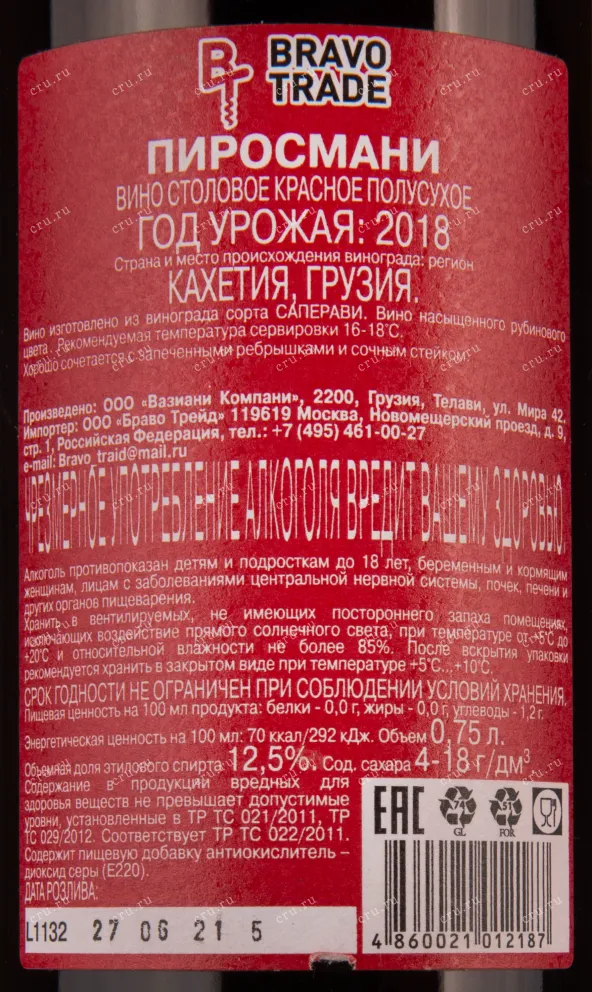 BRAVO
TRADE
ПИРОСМАНИ
ВИНО СТОЛОВОЕ КРАСНОЕ ПОЛУСУХОЕ
ГОД УРОЖАЯ: 2018
Страна и место происхождения винограда: регион
КАХЕТИЯ, ГРУЗИЯ.
Вино изготовлено из винограда сорта САПЕРАВИ. Вино насыщенного рубинового
цвета. Рекомендуемая температура сервировки 16-18°С.
Хорошо сочетается с запеченными ребрышками и сочным стейком
Произведено: ООО «Вазиани Компани», 2200, Грузия, Телави, ул. Мира 42.
Импортер: ООО «Браво Трейд» 119619 Москва, Новомещерский проезд, д. 9,
стр. 1, Российская Федерация, тел.: +7 (495) 461-00-27
e-mail: Bravo_traid@mail.ru
ЧРЕЗМЕРНОЕ УПОТРЕБЛЕНИЕ АЛКОГОЛЯ ВРЕДИТ ВАШЕМУ ЗДОРОВЬЮ!
Алкоголь противопоказан детям и подросткам до 18 лет, беременным и кормящим
женщинам, лицам с заболеваниями центральной нервной системы, почек, печени и
других органов пищеварения.
Хранить в вентилируемых, не имеющих постороннего запаха помещениях,
исключающих воздействие прямого солнечного света, при температуре от +5°С до
+20°С и относительной влажности не более 85%. После вскрытия упаковки
рекомендуется хранить в закрытом виде при температуре +5°С...+10°С.
СРОК ГОДНОСТИ НЕ ОГРАНИЧЕН ПРИ СОБЛЮДЕНИИ УСЛОВИЙ ХРАНЕНИЯ.
Пищевая ценность на 100 мл продукта: белки - 0,0 г, жиры - 0,0 г, углеводы - 1,2 г.
Энергетическая ценность на 100 мл: 70 ккал/292 кДж. Объем 0,75 л.
Объемная доля этилового спирта 12,5%. Сод. сахара 4-18 г/дм³
Содержание в продукции вредных для
здоровья веществ не превышает допустимые
уровни, установленные в ТР ТС 021/2011, ТР
ТС 029/2012. Соответствует ТР ТС 022/2011.
Содержит пищевую добавку антиокислитель –
диоксид серы (Е220).
ДАТА РОЗЛИВА:
L1132 27 06 21 5
EAC 74 GL 51 FOR
4 860021 012187